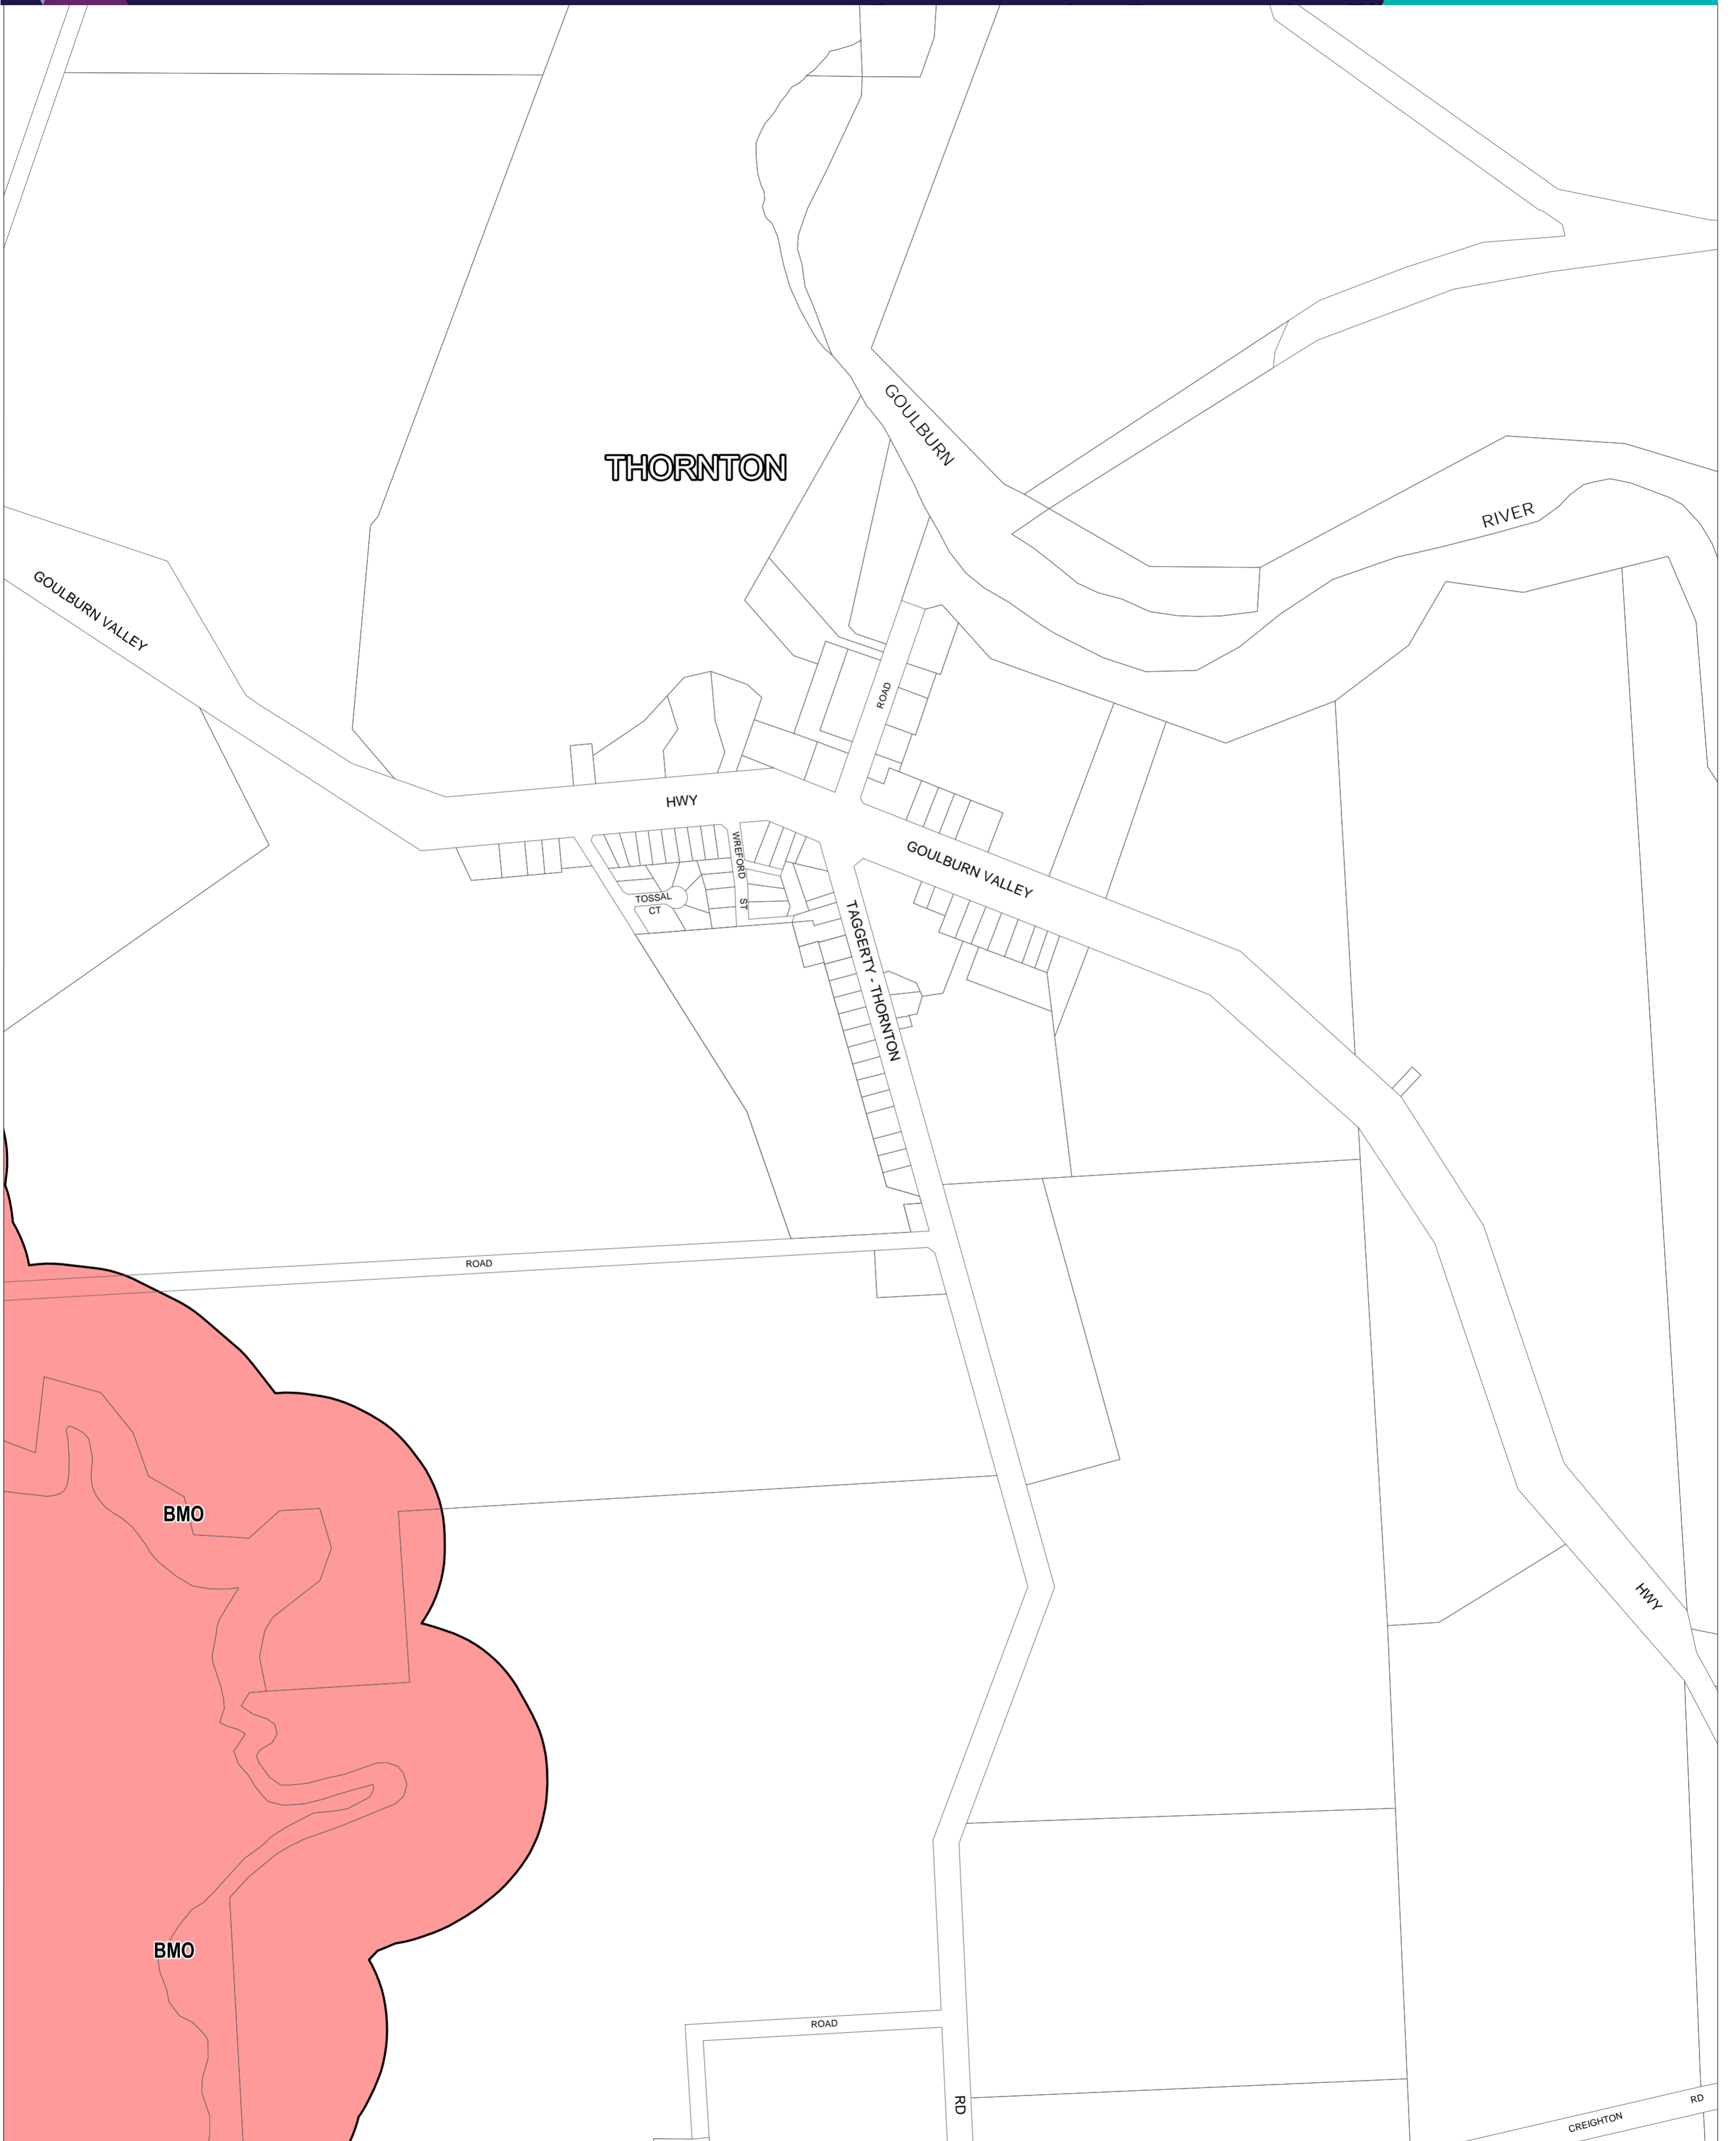 GOULBURN
THORNTON
RIVER
GOULBURN VALLEY
ROAD
HWY
WREFORD
ST
GOULBURN VALLEY
TOSSAL
CT
TAGGERTY - THORNTON
ROAD
BMO
HWY
BMO
ROAD
RD
CREIGHTON
RD